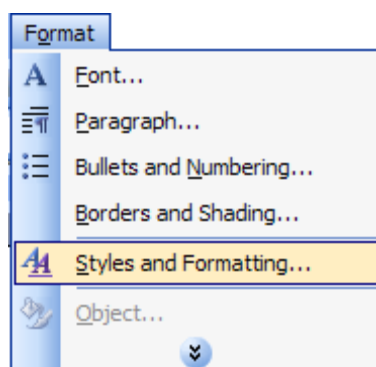 Format
Font...
Paragraph...
Bullets and Numbering...
Borders and Shading...
Styles and Formatting...
Object...